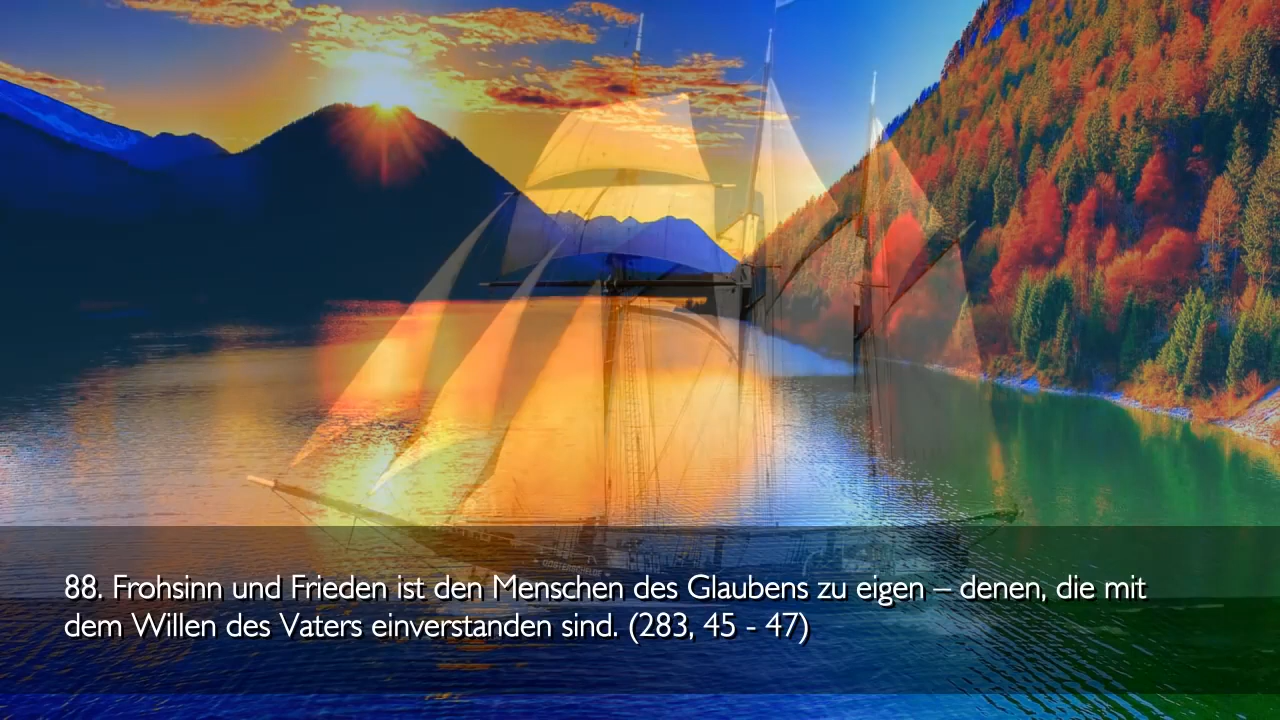 OOSTERSCHELDE
88. Frohsinn und Frieden ist den Menschen des Glaubens zu eigen – denen, die mit
dem Willen des Vaters einverstanden sind. (283, 45 - 47)